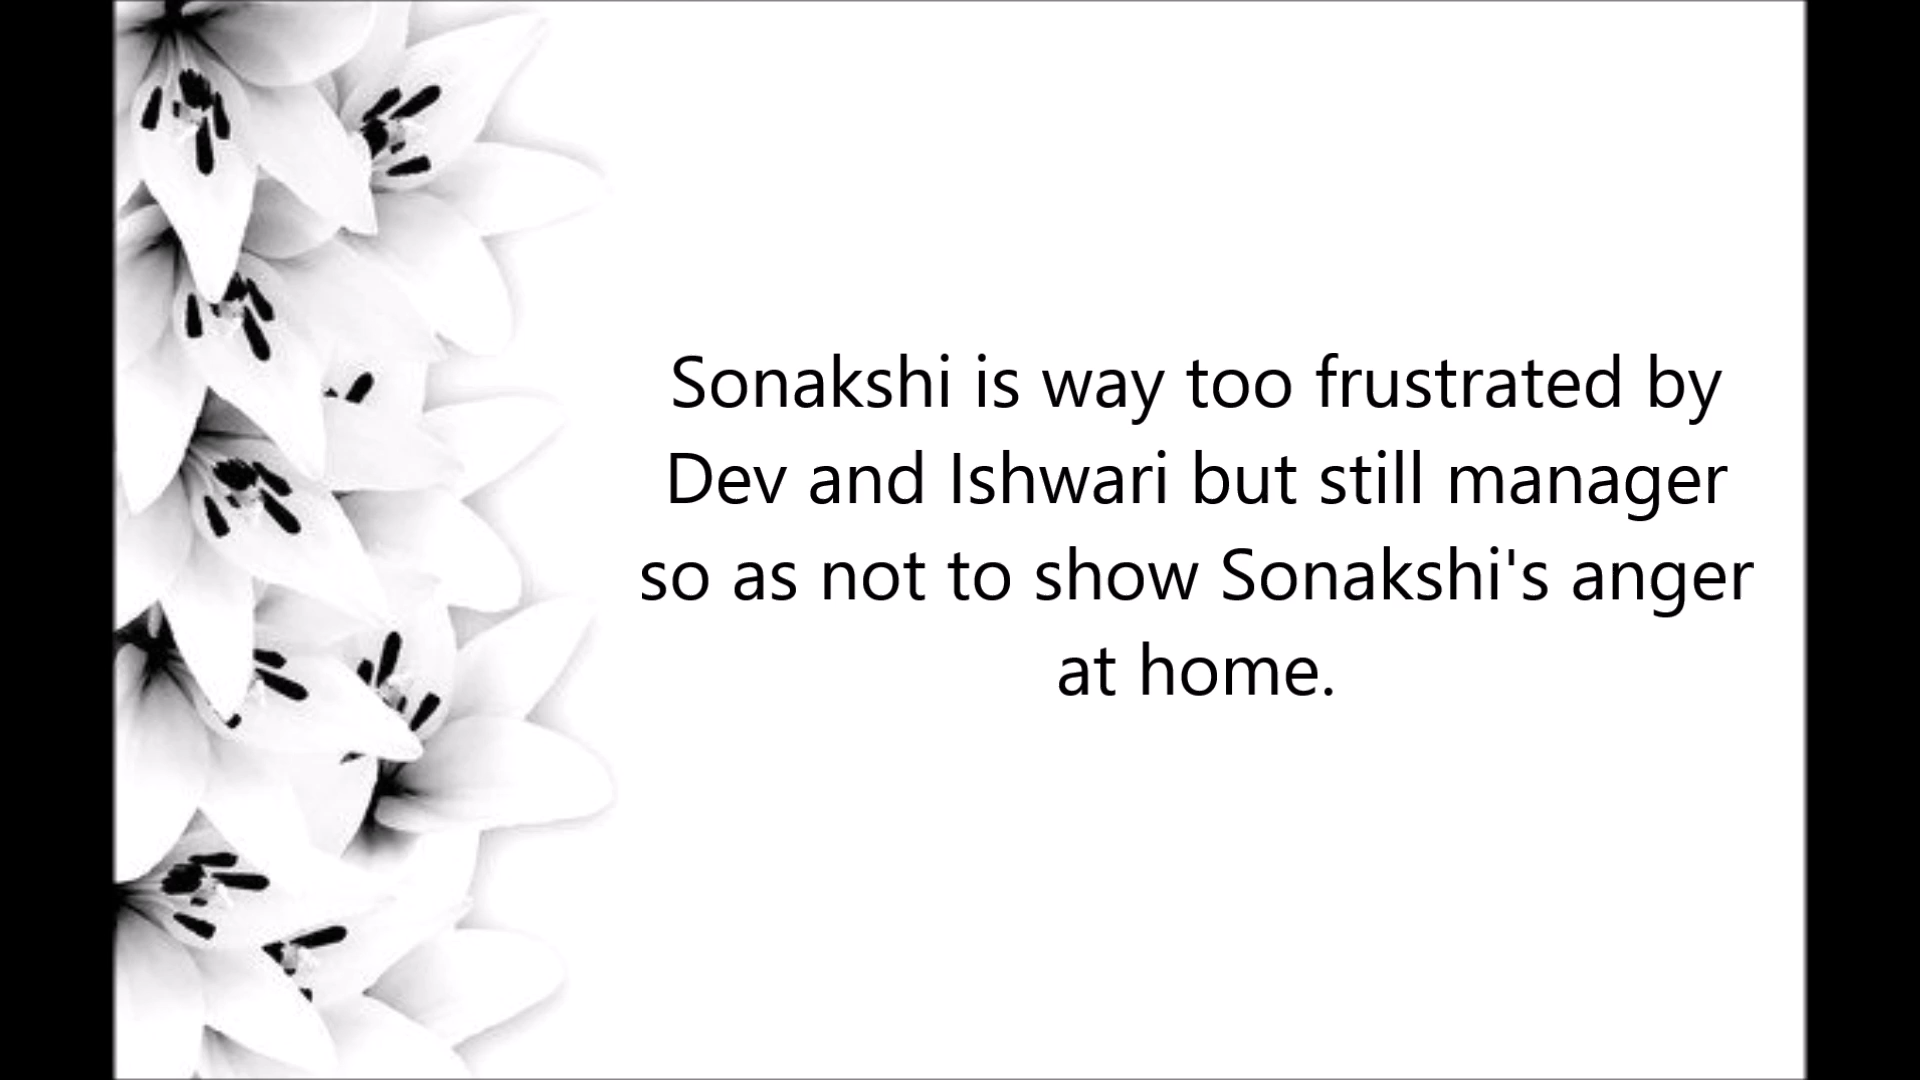 Sonakshi is way too frustrated by
Dev and Ishwari but still manager
so as not to show Sonakshi's anger
at home.